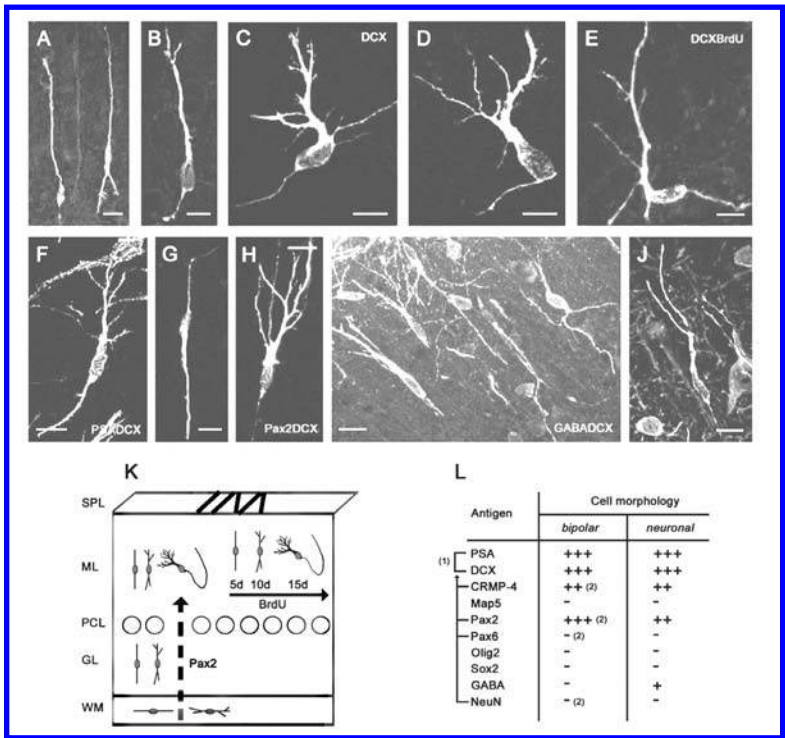 A
B
C DCX
D
E DCXBrdU
F
G
H
J
PSADCX
Pax2DCX
GABADCX
K
SPL
ML
5d 10d 15d
BrdU
PCL
Pax2
GL
WM
L
Antigen Cell morphology
bipolar neuronal
(1) PSA +++ +++
DCX +++ +++
CRMP-4 ++ (2) ++
Map5 - -
Pax2 +++ (2) ++
Pax6 - (2) -
Olig2 - -
Sox2 - -
GABA - +
NeuN - (2) -